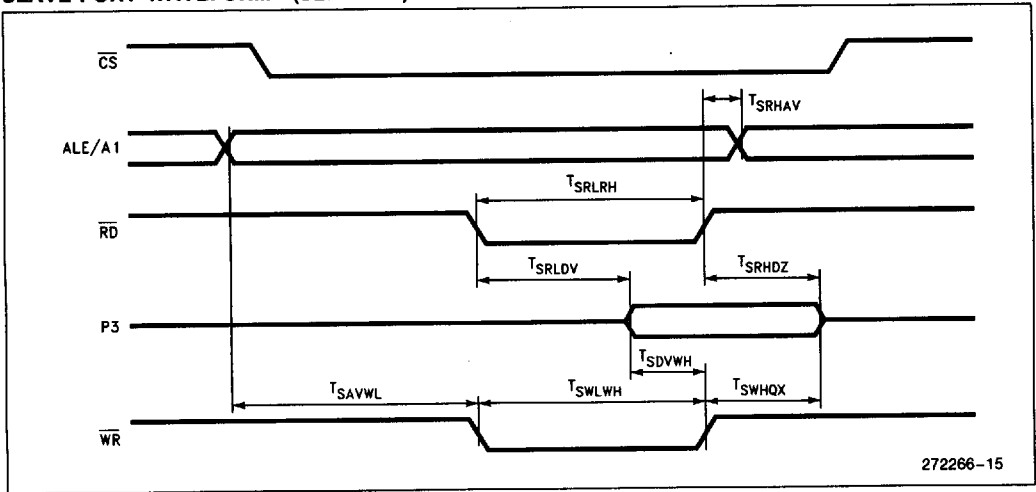 CS
T_SRHAV
ALE/A1
T_SRLRH
RD
T_SRLDV
T_SRHDZ
P3
T_SDVWH
T_SAVWL
T_SWLWH
T_SWHQX
WR
272266-15